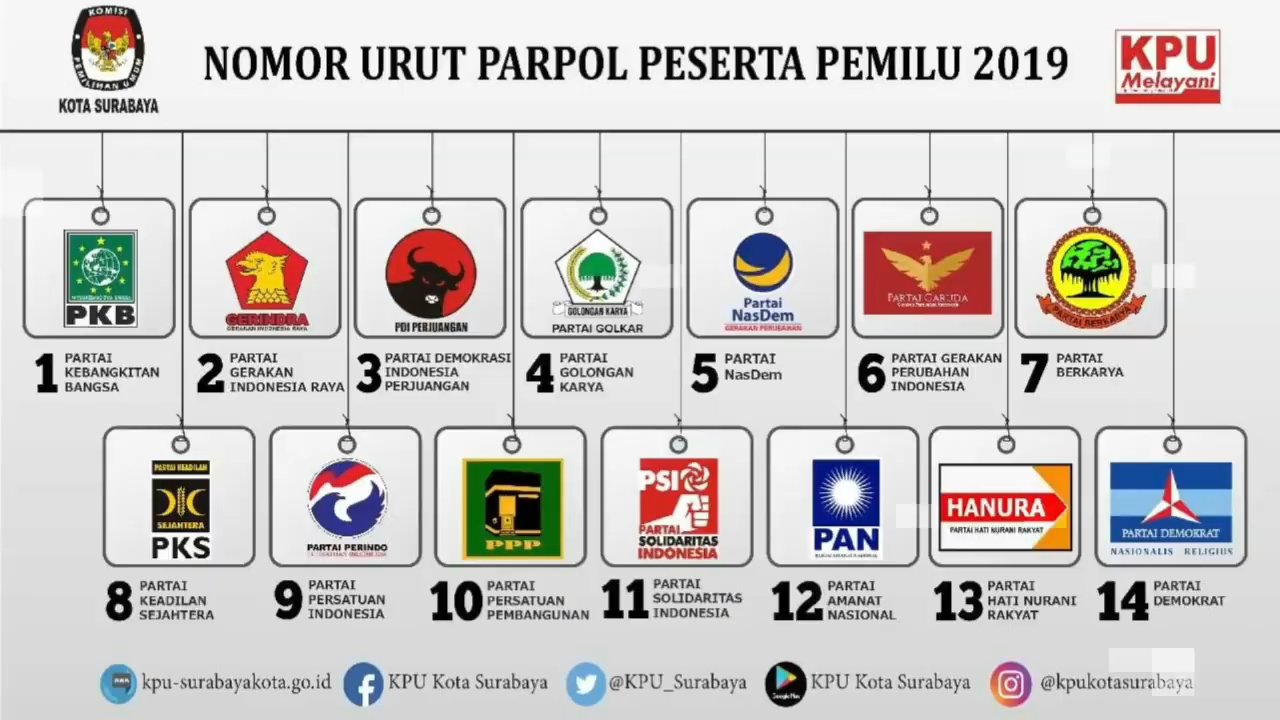 KOMISI
PEMILIHAN UMUM
KOTA SURABAYA
NOMOR URUT PARPOL PESERTA PEMILU 2019
KPU
Melayani
PKB
1 PARTAI
KEBANGKITAN
BANGSA
GERINDRA
GERAKAN INDONESIA RAYA
2 PARTAI
GERAKAN
INDONESIA RAYA
PDI PERJUANGAN
3 PARTAI DEMOKRASI
INDONESIA
PERJUANGAN
GOLONGAN KARYA
PARTAI GOLKAR
4 PARTAI
GOLONGAN
KARYA
Partai
NasDem
GERAKAN PERUBAHAN
5 PARTAI
NasDem
PARTAI GARUDA
6 PARTAI GERAKAN
PERUBAHAN
INDONESIA
PARTAI BERKARYA
7 PARTAI
BERKARYA
PARTAI KEADILAN
SEJAHTERA
PKS
8 PARTAI
KEADILAN
SEJAHTERA
PARTAI PERINDO
9 PARTAI
PERSATUAN
INDONESIA
PPP
10 PARTAI
PERSATUAN
PEMBANGUNAN
PSI
PARTAI
SOLIDARITAS
INDONESIA
11 PARTAI
SOLIDARITAS
INDONESIA
PAN
12 PARTAI
AMANAT
NASIONAL
HANURA
PARTAI HATI NURANI RAKYAT
13 PARTAI
HATI NURANI
RAKYAT
PARTAI DEMOKRAT
NASIONALIS RELIGIUS
14 PARTAI
DEMOKRAT
kpu-surabayakota.go.id
KPU Kota Surabaya
@KPU_Surabaya
Google Play
KPU Kota Surabaya
@kpukotasurabaya